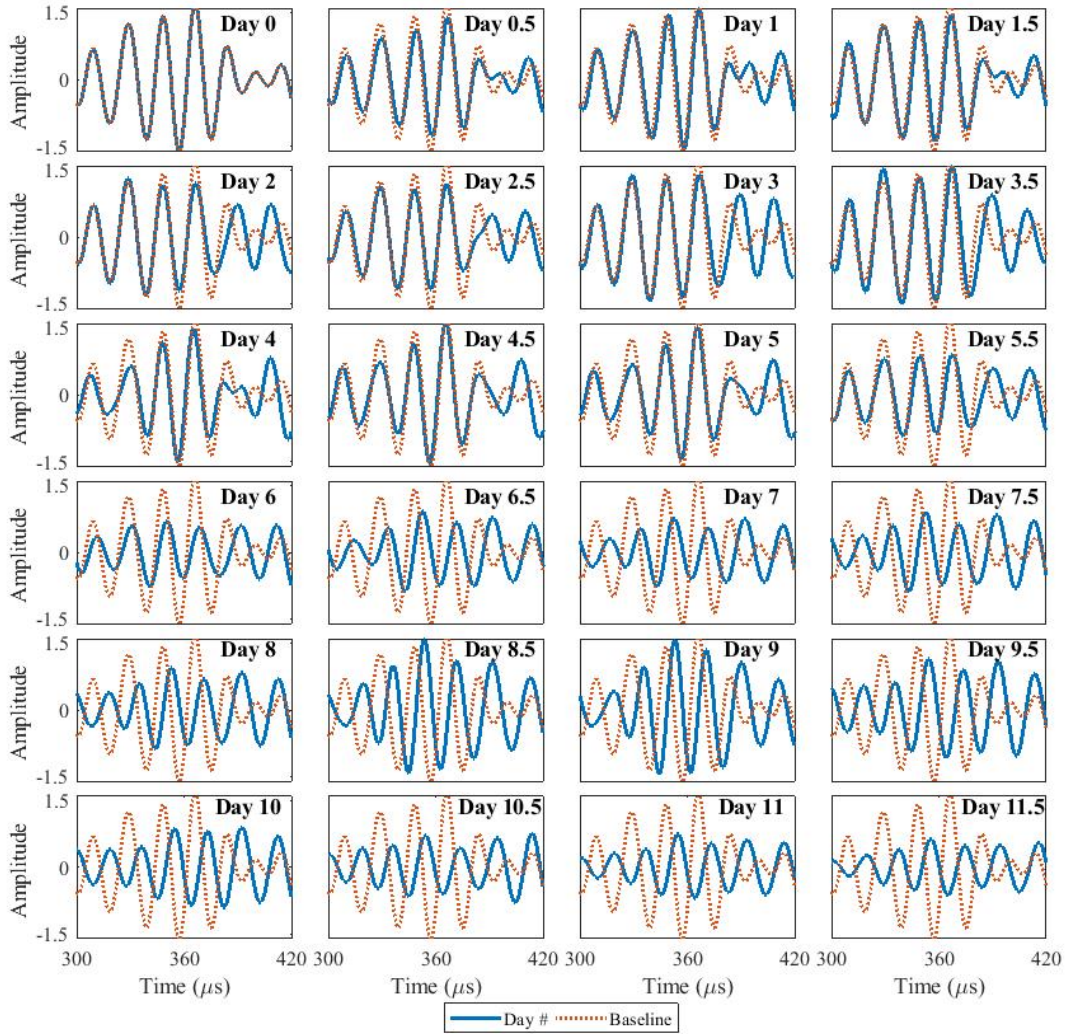 Day 0 Day 0.5 Day 1 Day 1.5
1.5
Amplitude
0
-1.5
Day 2 Day 2.5 Day 3 Day 3.5
1.5
Amplitude
0
-1.5
Day 4 Day 4.5 Day 5 Day 5.5
1.5
Amplitude
0
-1.5
Day 6 Day 6.5 Day 7 Day 7.5
1.5
Amplitude
0
-1.5
Day 8 Day 8.5 Day 9 Day 9.5
1.5
Amplitude
0
-1.5
Day 10 Day 10.5 Day 11 Day 11.5
1.5
Amplitude
0
-1.5
300 360 420 300 360 420 300 360 420 300 360 420
Time (μs) Time (μs) Time (μs) Time (μs)
Day # Baseline